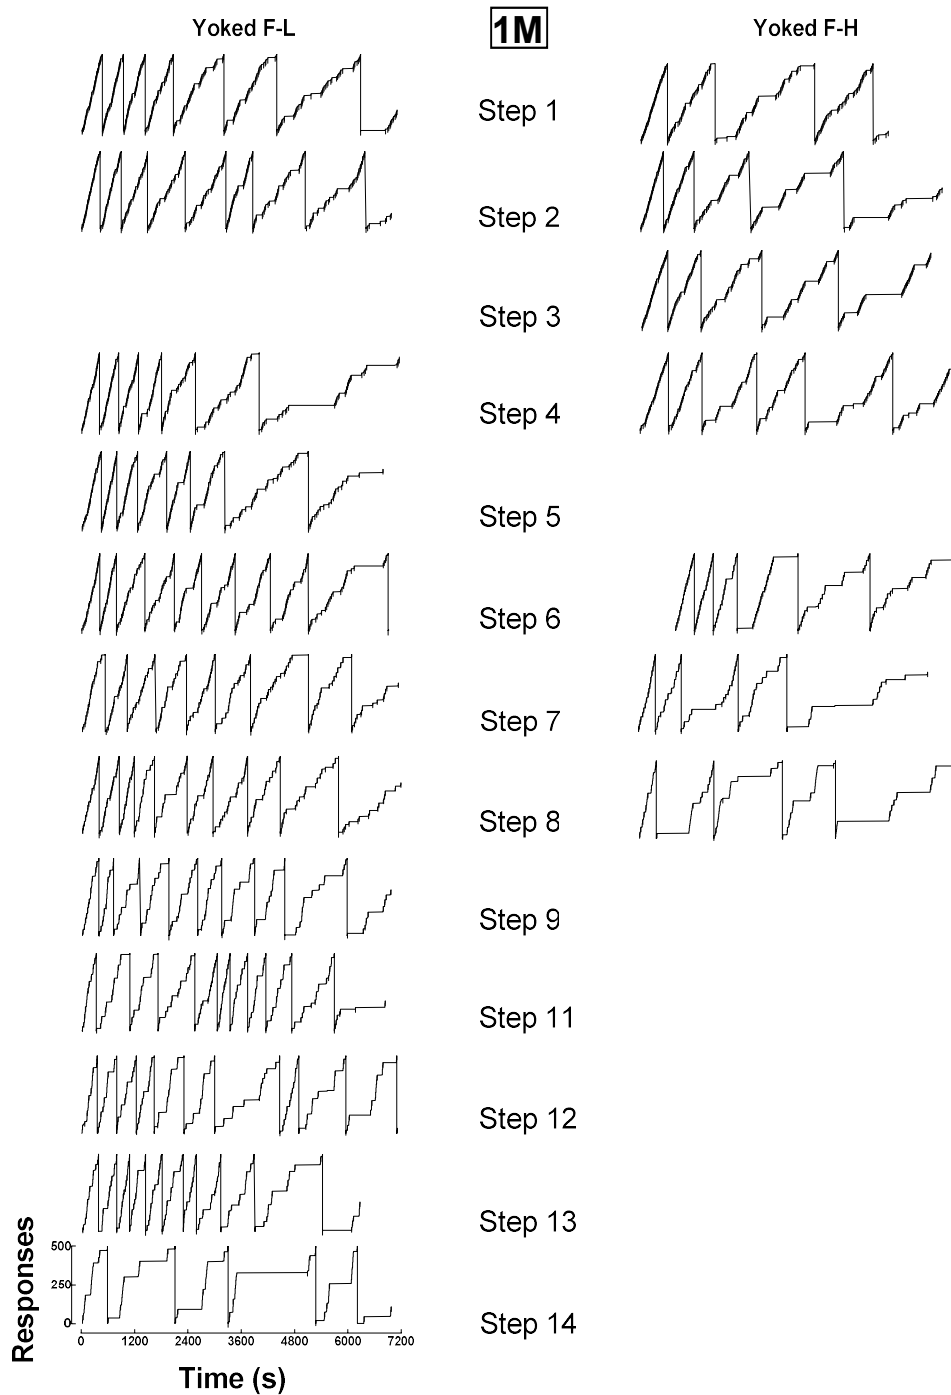 Yoked F-L
1M
Yoked F-H
Step 1
Step 2
Step 3
Step 4
Step 5
Step 6
Step 7
Step 8
Step 9
Step 11
Step 12
Step 13
Step 14
Responses
500
250
0
0 1200 2400 3600 4800 6000 7200
Time (s)